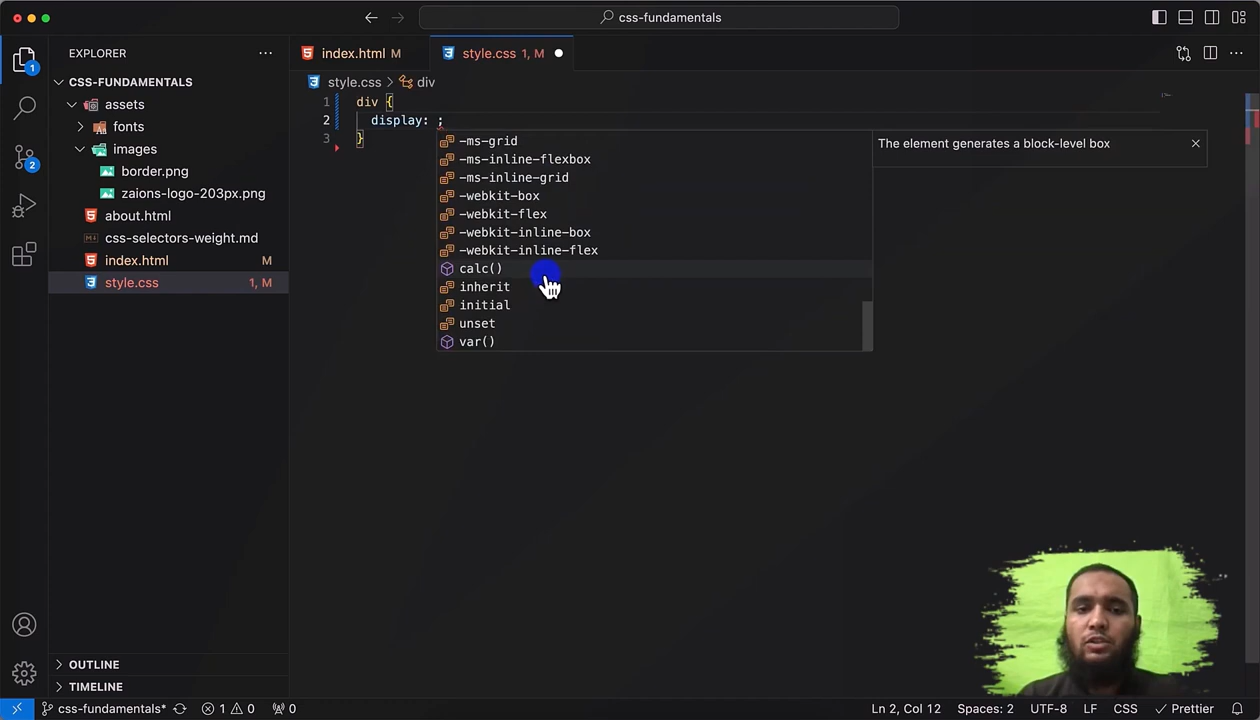 css-fundamentals
EXPLORER
index.html M
style.css 1, M
CSS-FUNDAMENTALS
style.css > div
assets
1 div {
fonts
2 display: ;
images
3 }
border.png
zaions-logo-203px.png
about.html
css-selectors-weight.md
index.html M
style.css 1, M
-ms-grid
-ms-inline-flexbox
-ms-inline-grid
-webkit-box
-webkit-flex
-webkit-inline-box
-webkit-inline-flex
calc()
inherit
initial
unset
var()
The element generates a block-level box
1
2
OUTLINE
TIMELINE
css-fundamentals* 1 0 0 Ln 2, Col 12 Spaces: 2 UTF-8 LF CSS Prettier